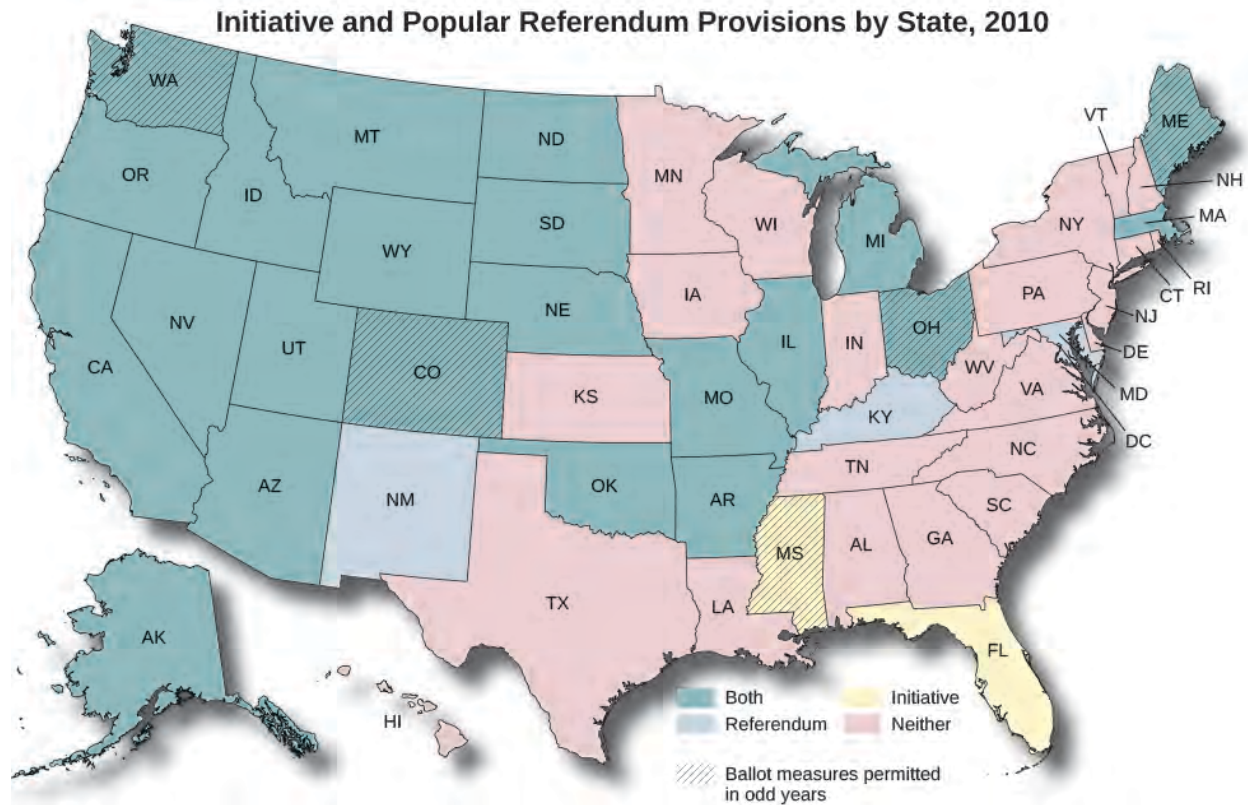 Initiative and Popular Referendum Provisions by State, 2010
WA
MT
ND
MN
VT
ME
OR
ID
SD
WI
NY
NH
MA
WY
MI
RI
CT
IA
PA
NE
NJ
NV
UT
IL
IN
OH
DE
CA
CO
WV
MD
KS
MO
VA
KY
DC
AZ
NM
OK
AR
TN
NC
SC
MS
AL
GA
TX
LA
AK
FL
HI
Both
Initiative
Referendum
Neither
Ballot measures permitted
in odd years